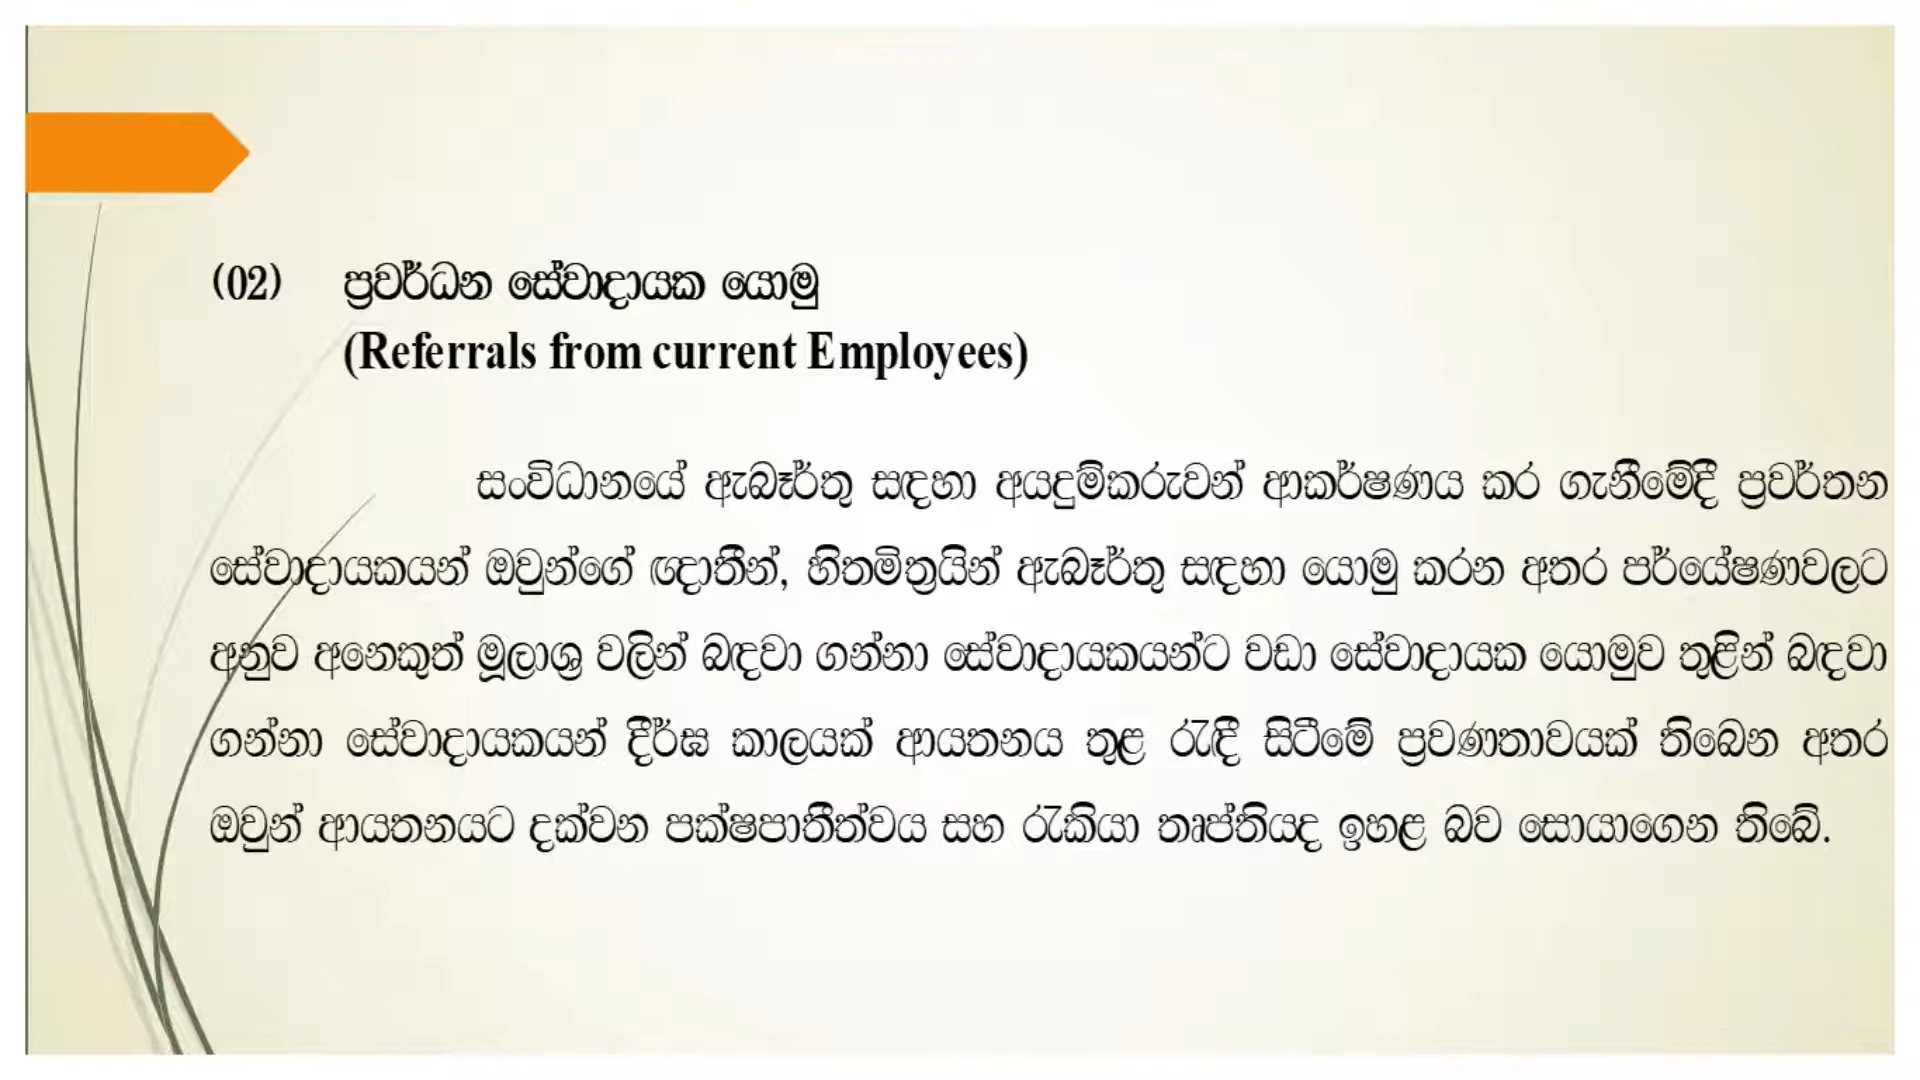 (02) ප්‍රවර්ධන සේවාදායක යොමු
(Referrals from current Employees)
සංවිධානයේ ඇබෑර්තු සඳහා අයදුම්කරුවන් ආකර්ෂණය කර ගැනීමේදී ප්‍රවර්තන
සේවාදායකයන් ඔවුන්ගේ ඥාතීන්, හිතමිත්‍රයින් ඇබෑර්තු සඳහා යොමු කරන අතර පර්යේෂණවලට
අනුව අනෙකුත් මූලාශ්‍ර වලින් බඳවා ගන්නා සේවාදායකයන්ට වඩා සේවාදායක යොමුව තුළින් බඳවා
ගන්නා සේවාදායකයන් දීර්ඝ කාලයක් ආයතනය තුළ රැඳී සිටීමේ ප්‍රවණතාවයක් තිබෙන අතර
ඔවුන් ආයතනයට දක්වන පක්ෂපාතීත්වය සහ රැකියා තෘප්තියද ඉහළ බව සොයාගෙන තිබේ.